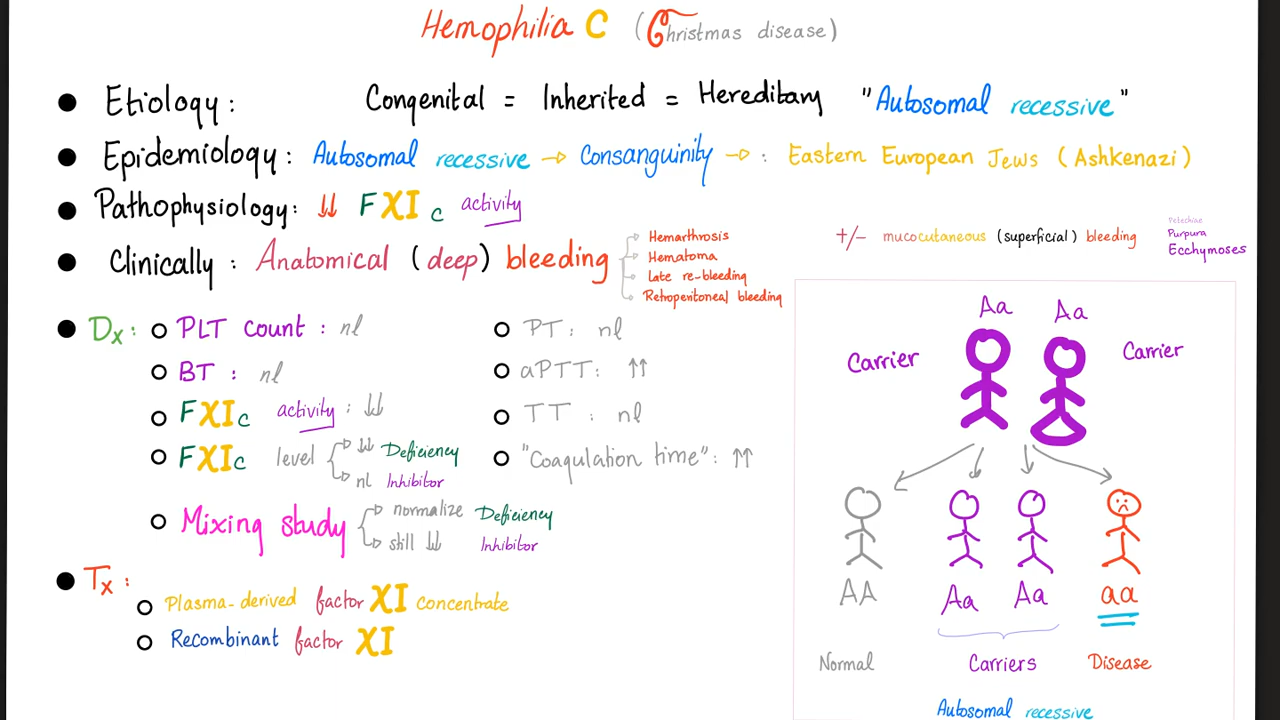 Hemophilia C (Christmas disease)
● Etiology: Congenital = Inherited = Hereditary "Autosomal recessive"
● Epidemiology: Autosomal recessive → Consanguinity → : Eastern European Jews (Ashkenazi)
● Pathophysiology: ↓↓ FXI c activity
● Clinically: Anatomical (deep) bleeding
Hemarthrosis
Hematoma
Late re-bleeding
Retroperitoneal bleeding
+/- mucocutaneous (superficial) bleeding
Petechiae
Purpura
Ecchymoses
● Dx:
○ PLT count: nl
○ BT: nl
○ FXI c activity: ↓↓
○ FXI c level
↓↓ Deficiency
nl Inhibitor
○ Mixing study
normalize Deficiency
still ↓↓ Inhibitor
○ PT: nl
○ aPTT: ↑↑
○ TT: nl
○ "Coagulation time": ↑↑
● Tx:
○ Plasma-derived factor XI concentrate
○ Recombinant factor XI
Aa Aa
Carrier Carrier
AA Aa Aa aa
Normal Carriers Disease
Autosomal recessive